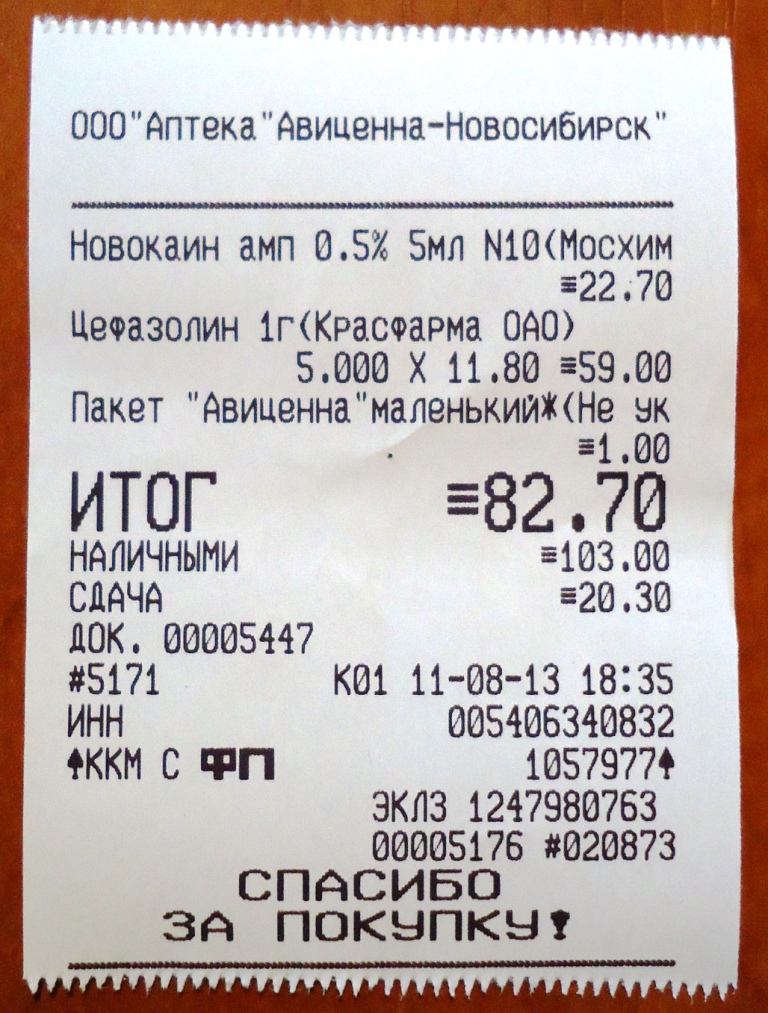 ООО"Аптека"Авиценна-Новосибирск"
Новокаин амп 0.5% 5мл N10(Мосхим
≡22.70
Цефазолин 1г(Красфарма ОАО)
5.000 X 11.80 ≡59.00
Пакет "Авиценна"маленький*(Не ук
≡1.00
ИТОГ ≡82.70
НАЛИЧНЫМИ ≡103.00
СДАЧА ≡20.30
ДОК. 00005447
#5171 К01 11-08-13 18:35
ИНН 005406340832
♠ККМ С ФП 1057977♠
ЭКЛЗ 1247980763
00005176 #020873
СПАСИБО
ЗА ПОКУПКУ!